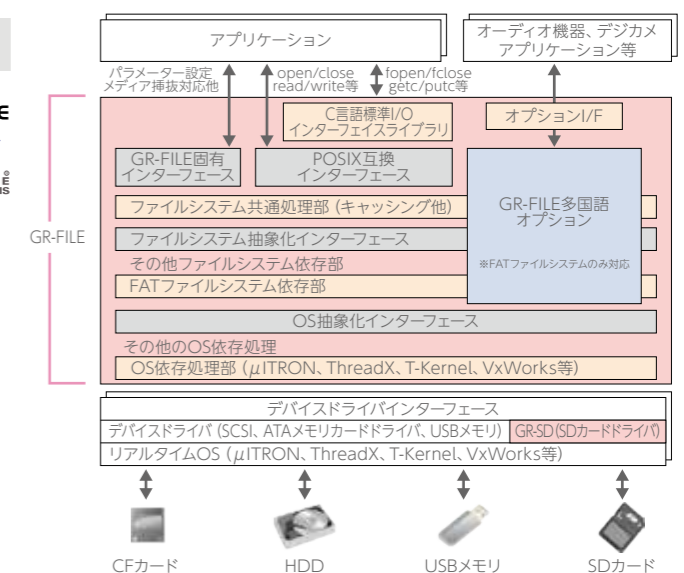 アプリケーション
オーディオ機器、デジカメ
アプリケーション等
パラメーター設定
メディア挿抜対応他
open/close
read/write等
fopen/fclose
getc/putc等
C言語標準I/O
インターフェイスライブラリ
オプションI/F
GR-FILE固有
インターフェース
POSIX互換
インターフェース
GR-FILE多国語
オプション
※FATファイルシステムのみ対応
ファイルシステム共通処理部（キャッシング他）
GR-FILE
ファイルシステム抽象化インターフェース
その他ファイルシステム依存部
FATファイルシステム依存部
OS抽象化インターフェース
その他のOS依存処理
OS依存処理部（μITRON、ThreadX、T-Kernel、VxWorks等）
デバイスドライバインターフェース
デバイスドライバ（SCSI、ATAメモリカードドライバ、USBメモリ）
GR-SD（SDカードドライバ）
リアルタイムOS（μITRON、ThreadX、T-Kernel、VxWorks等）
CFカード
HDD
USBメモリ
SDカード